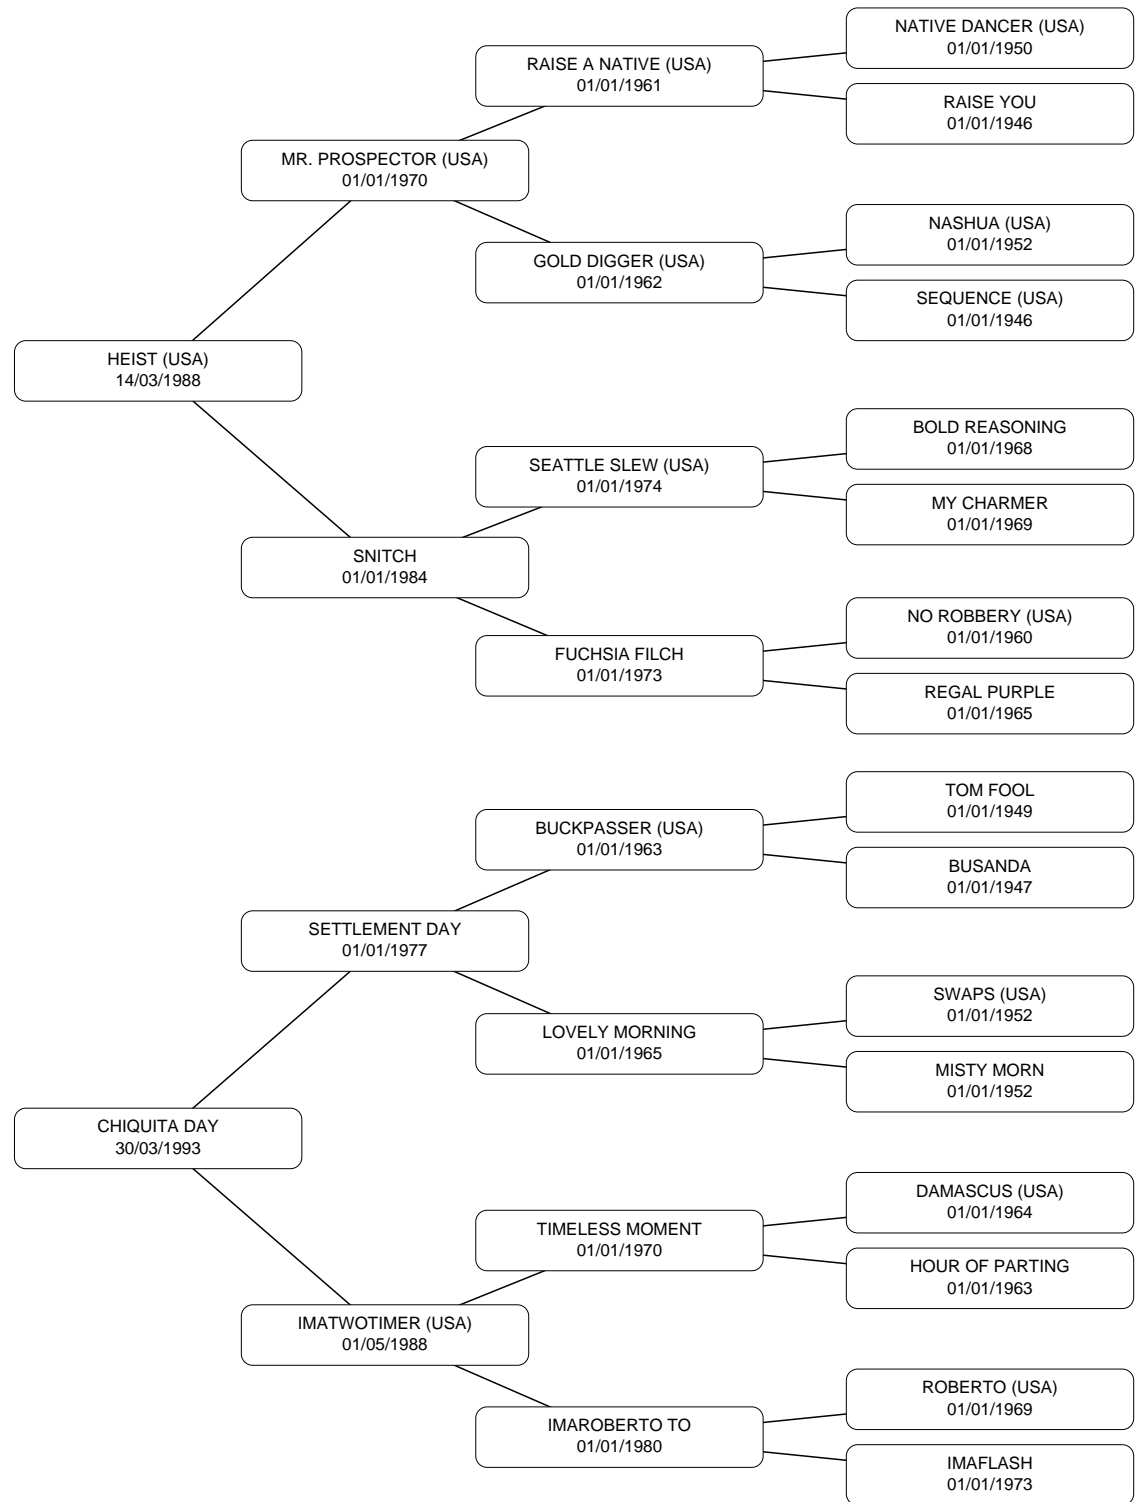 NATIVE DANCER (USA)
01/01/1950
RAISE A NATIVE (USA)
01/01/1961
RAISE YOU
01/01/1946
MR. PROSPECTOR (USA)
01/01/1970
NASHUA (USA)
01/01/1952
GOLD DIGGER (USA)
01/01/1962
SEQUENCE (USA)
01/01/1946
HEIST (USA)
14/03/1988
BOLD REASONING
01/01/1968
SEATTLE SLEW (USA)
01/01/1974
MY CHARMER
01/01/1969
SNITCH
01/01/1984
NO ROBBERY (USA)
01/01/1960
FUCHSIA FILCH
01/01/1973
REGAL PURPLE
01/01/1965
TOM FOOL
01/01/1949
BUCKPASSER (USA)
01/01/1963
BUSANDA
01/01/1947
SETTLEMENT DAY
01/01/1977
SWAPS (USA)
01/01/1952
LOVELY MORNING
01/01/1965
MISTY MORN
01/01/1952
CHIQUITA DAY
30/03/1993
DAMASCUS (USA)
01/01/1964
TIMELESS MOMENT
01/01/1970
HOUR OF PARTING
01/01/1963
IMATWOTIMER (USA)
01/05/1988
ROBERTO (USA)
01/01/1969
IMAROBERTO TO
01/01/1980
IMAFLASH
01/01/1973